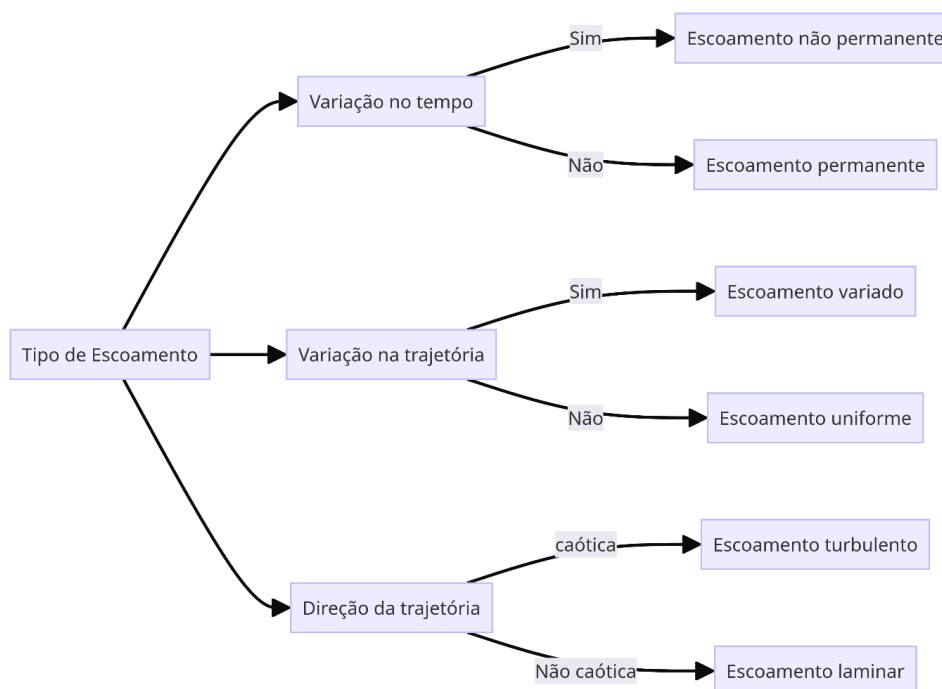 Sim
Escoamento não permanente
Variação no tempo
Não
Escoamento permanente
Sim
Escoamento variado
Tipo de Escoamento
Variação na trajetória
Não
Escoamento uniforme
caótica
Escoamento turbulento
Direção da trajetória
Não caótica
Escoamento laminar